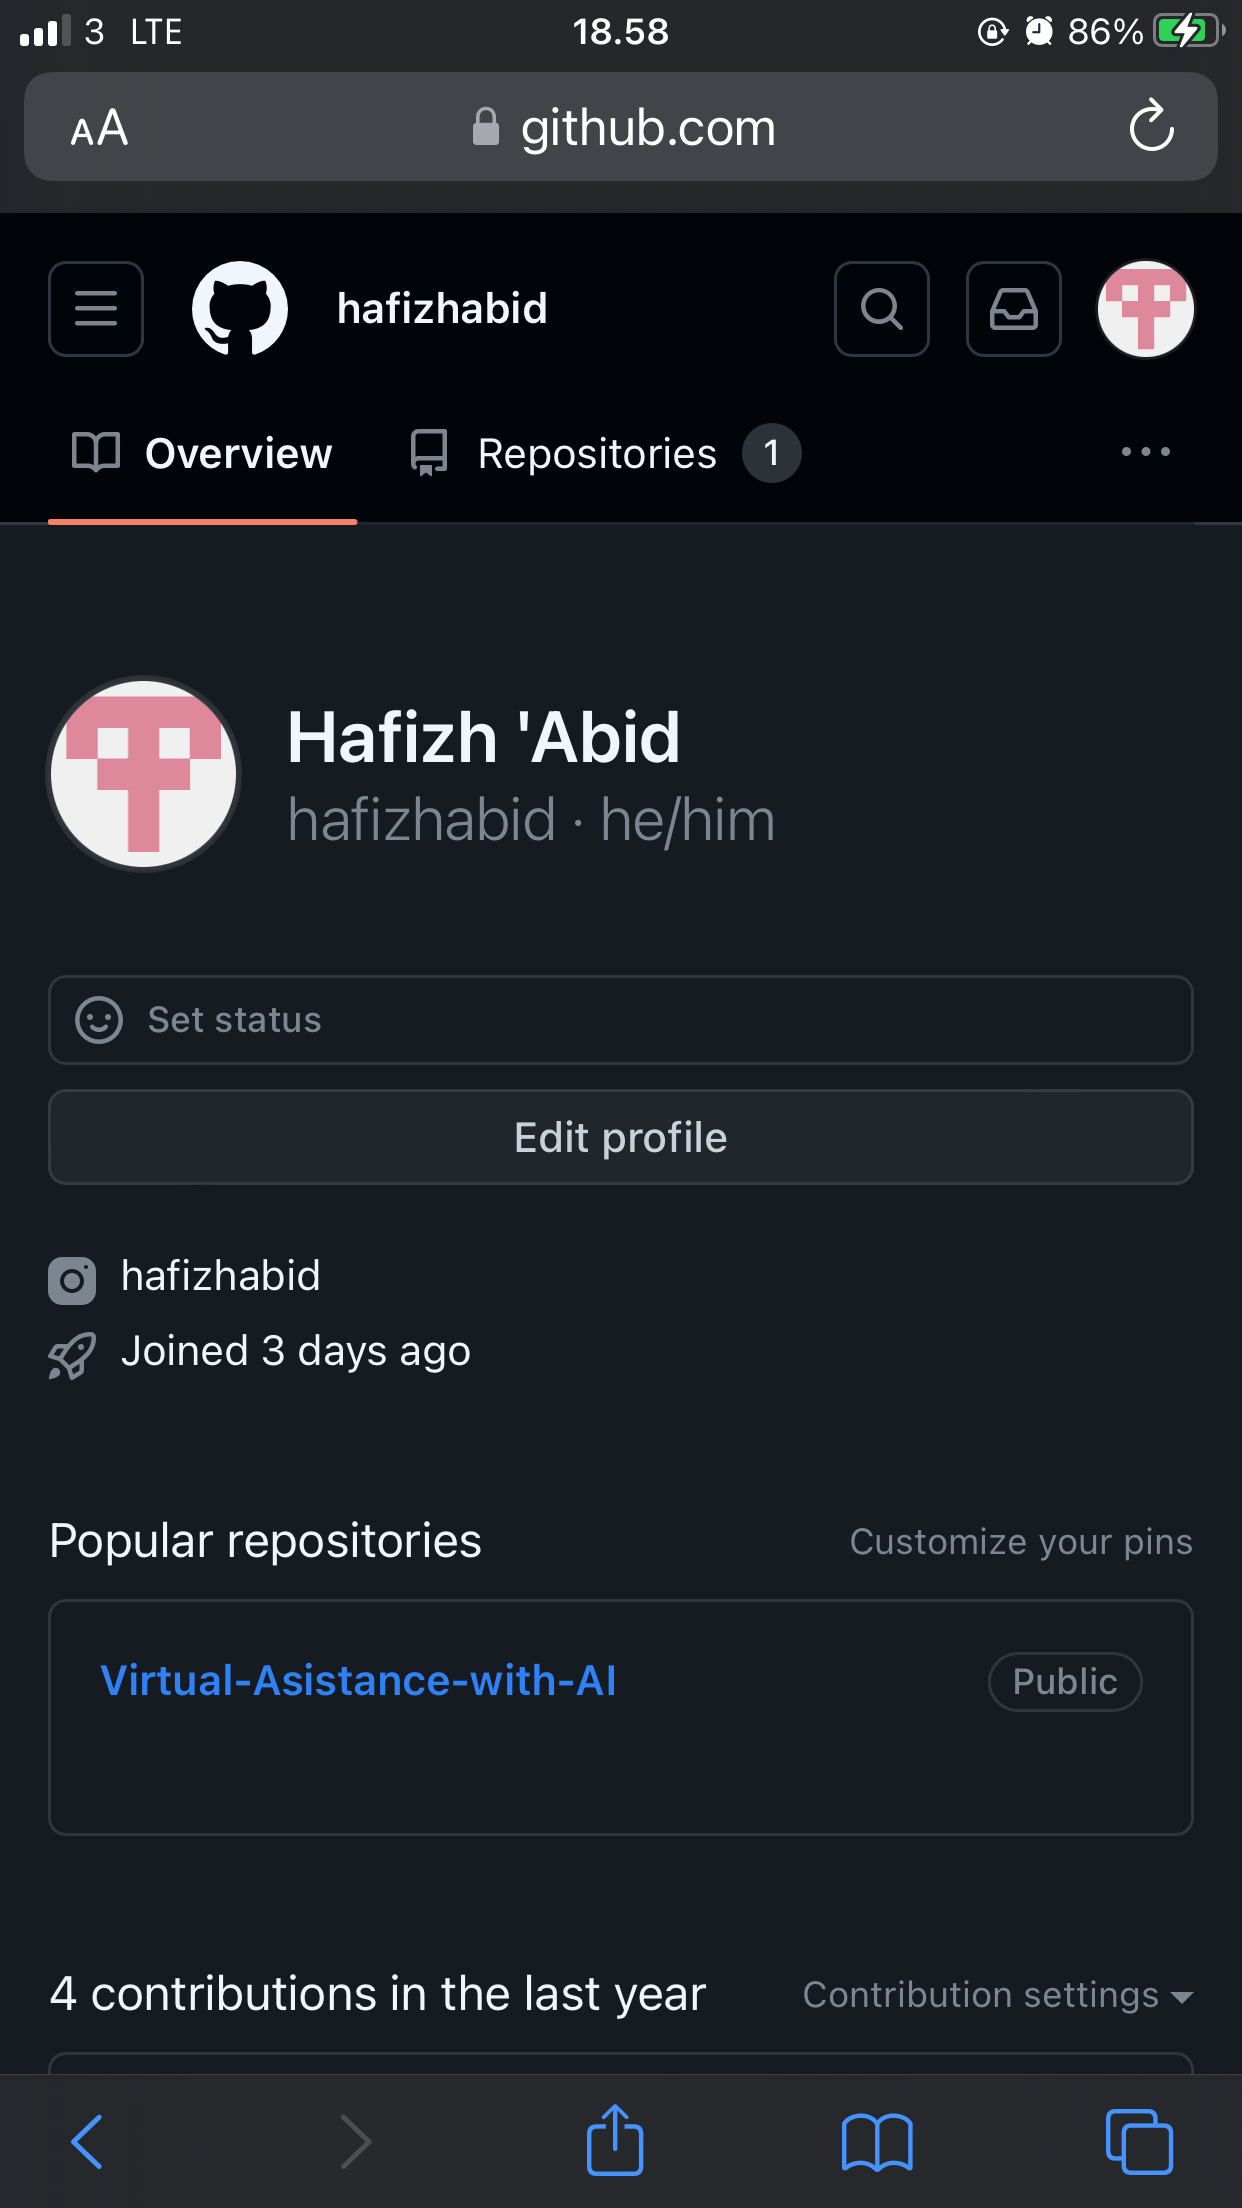 3 LTE 18.58 86%
AA github.com
hafizhabid
Overview Repositories 1
Hafizh 'Abid
hafizhabid · he/him
Set status
Edit profile
hafizhabid
Joined 3 days ago
Popular repositories Customize your pins
Virtual-Asistance-with-AI Public
4 contributions in the last year Contribution settings